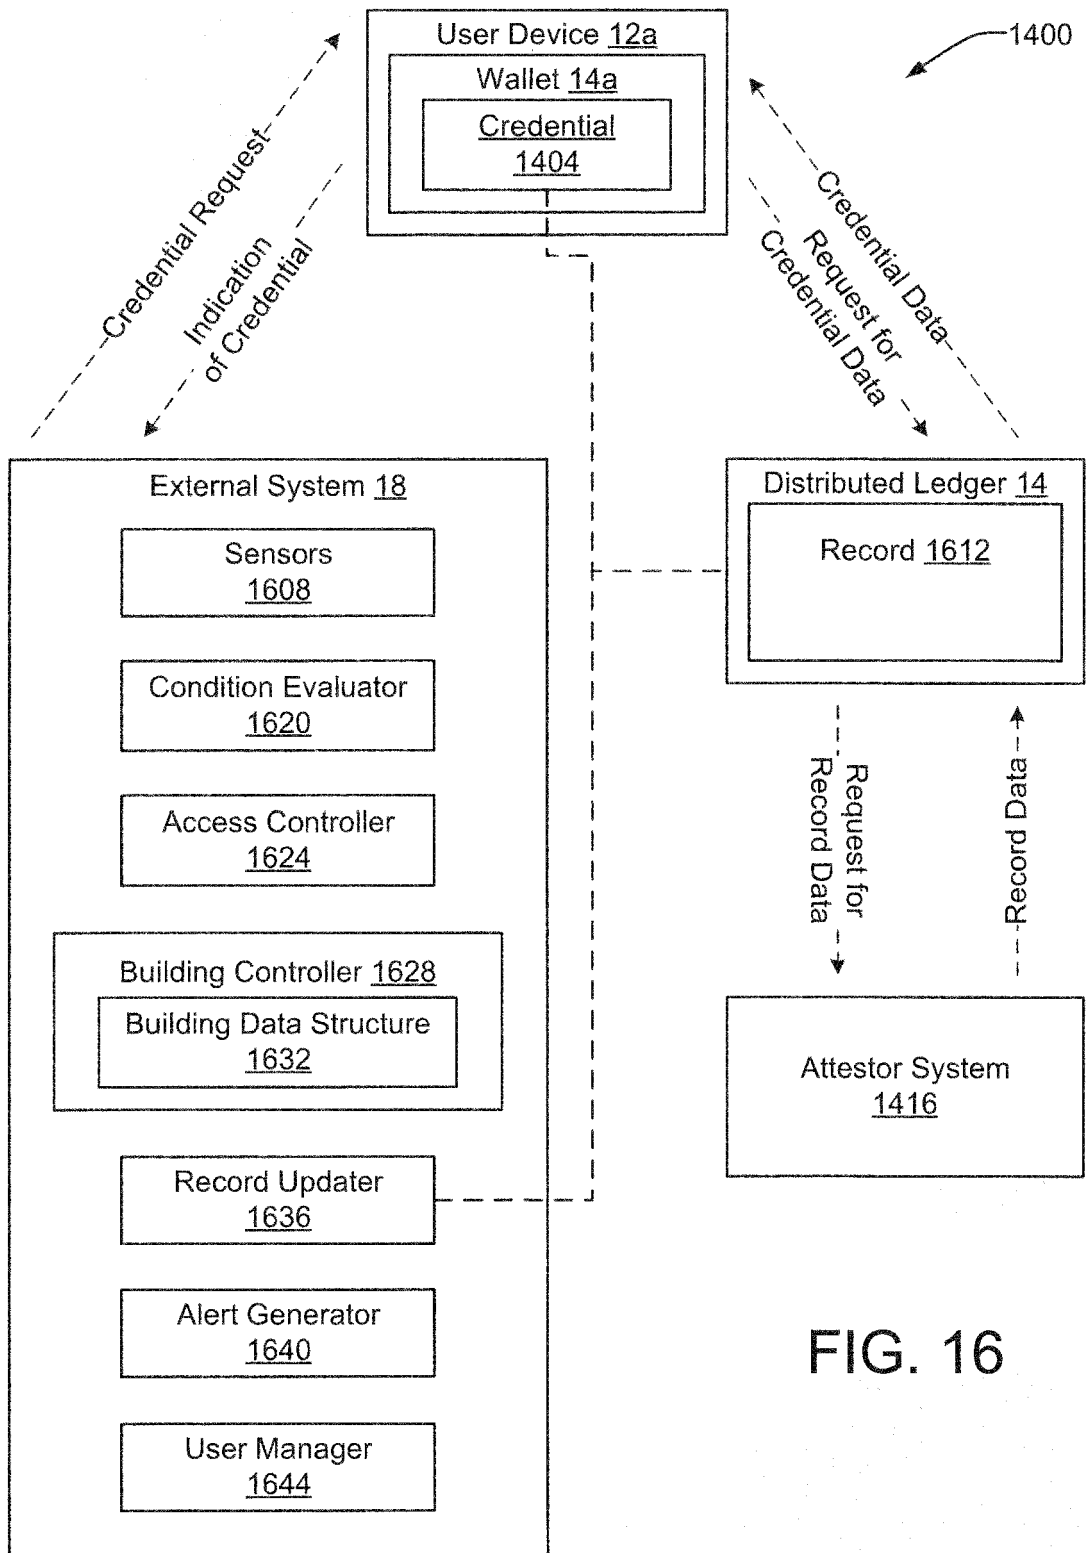 User Device 12a
1400
Wallet 14a
Credential
1404
Credential Request
Indication
of Credential
Credential Data
Request for
Credential Data
External System 18
Sensors
1608
Condition Evaluator
1620
Access Controller
1624
Building Controller 1628
Building Data Structure
1632
Record Updater
1636
Alert Generator
1640
User Manager
1644
Distributed Ledger 14
Record 1612
Request for
Record Data
Record Data
Attestor System
1416
FIG. 16